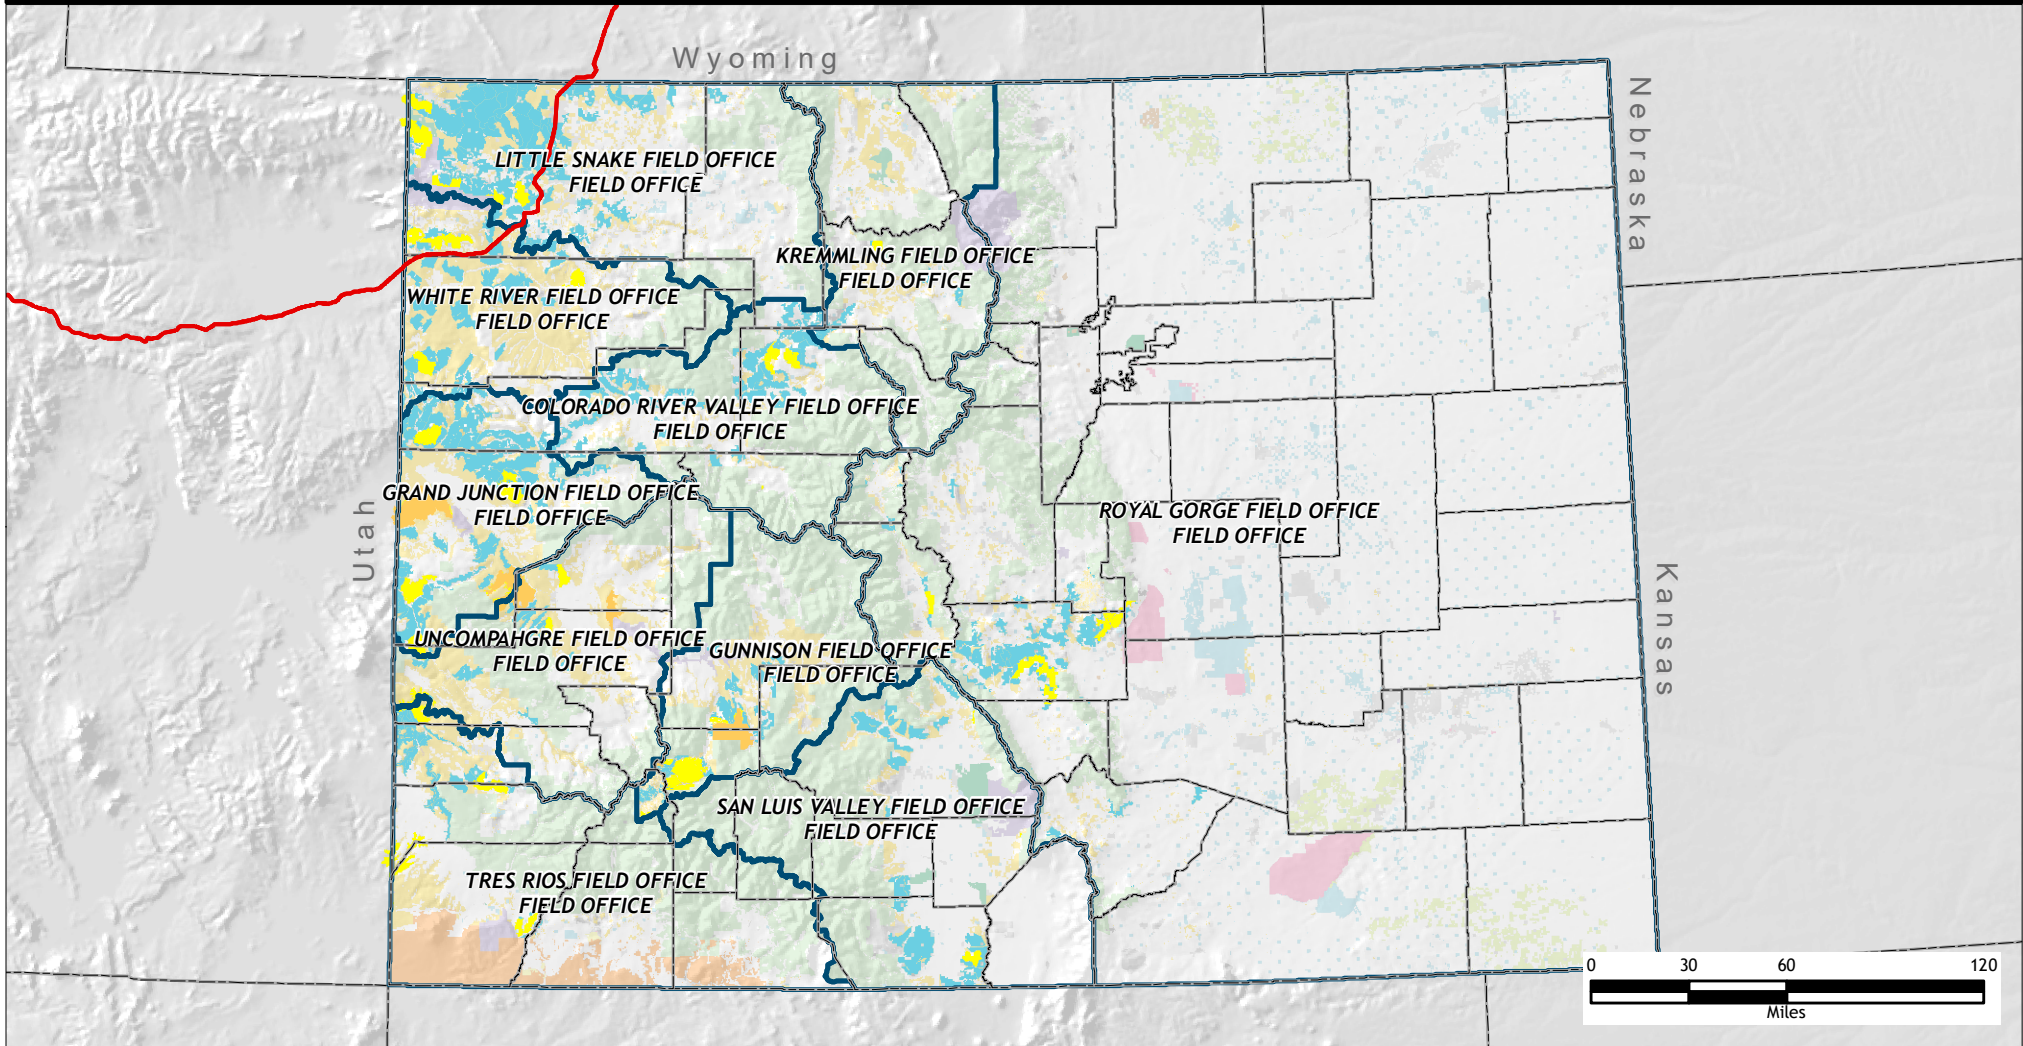 Wyoming
Nebraska
LITTLE SNAKE FIELD OFFICE
FIELD OFFICE
KREMMLING FIELD OFFICE
FIELD OFFICE
WHITE RIVER FIELD OFFICE
FIELD OFFICE
COLORADO RIVER VALLEY FIELD OFFICE
FIELD OFFICE
Utah
GRAND JUNCTION FIELD OFFICE
FIELD OFFICE
ROYAL GORGE FIELD OFFICE
FIELD OFFICE
Kansas
UNCOMPAHGRE FIELD OFFICE
FIELD OFFICE
GUNNISON FIELD OFFICE
FIELD OFFICE
SAN LUIS VALLEY FIELD OFFICE
FIELD OFFICE
TRES RIOS FIELD OFFICE
FIELD OFFICE
0 30 60 120
Miles